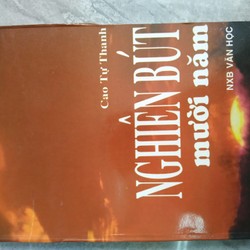 Cao Tự Thanh
NGHIÊN BÚT
mười năm
NXB VĂN HỌC